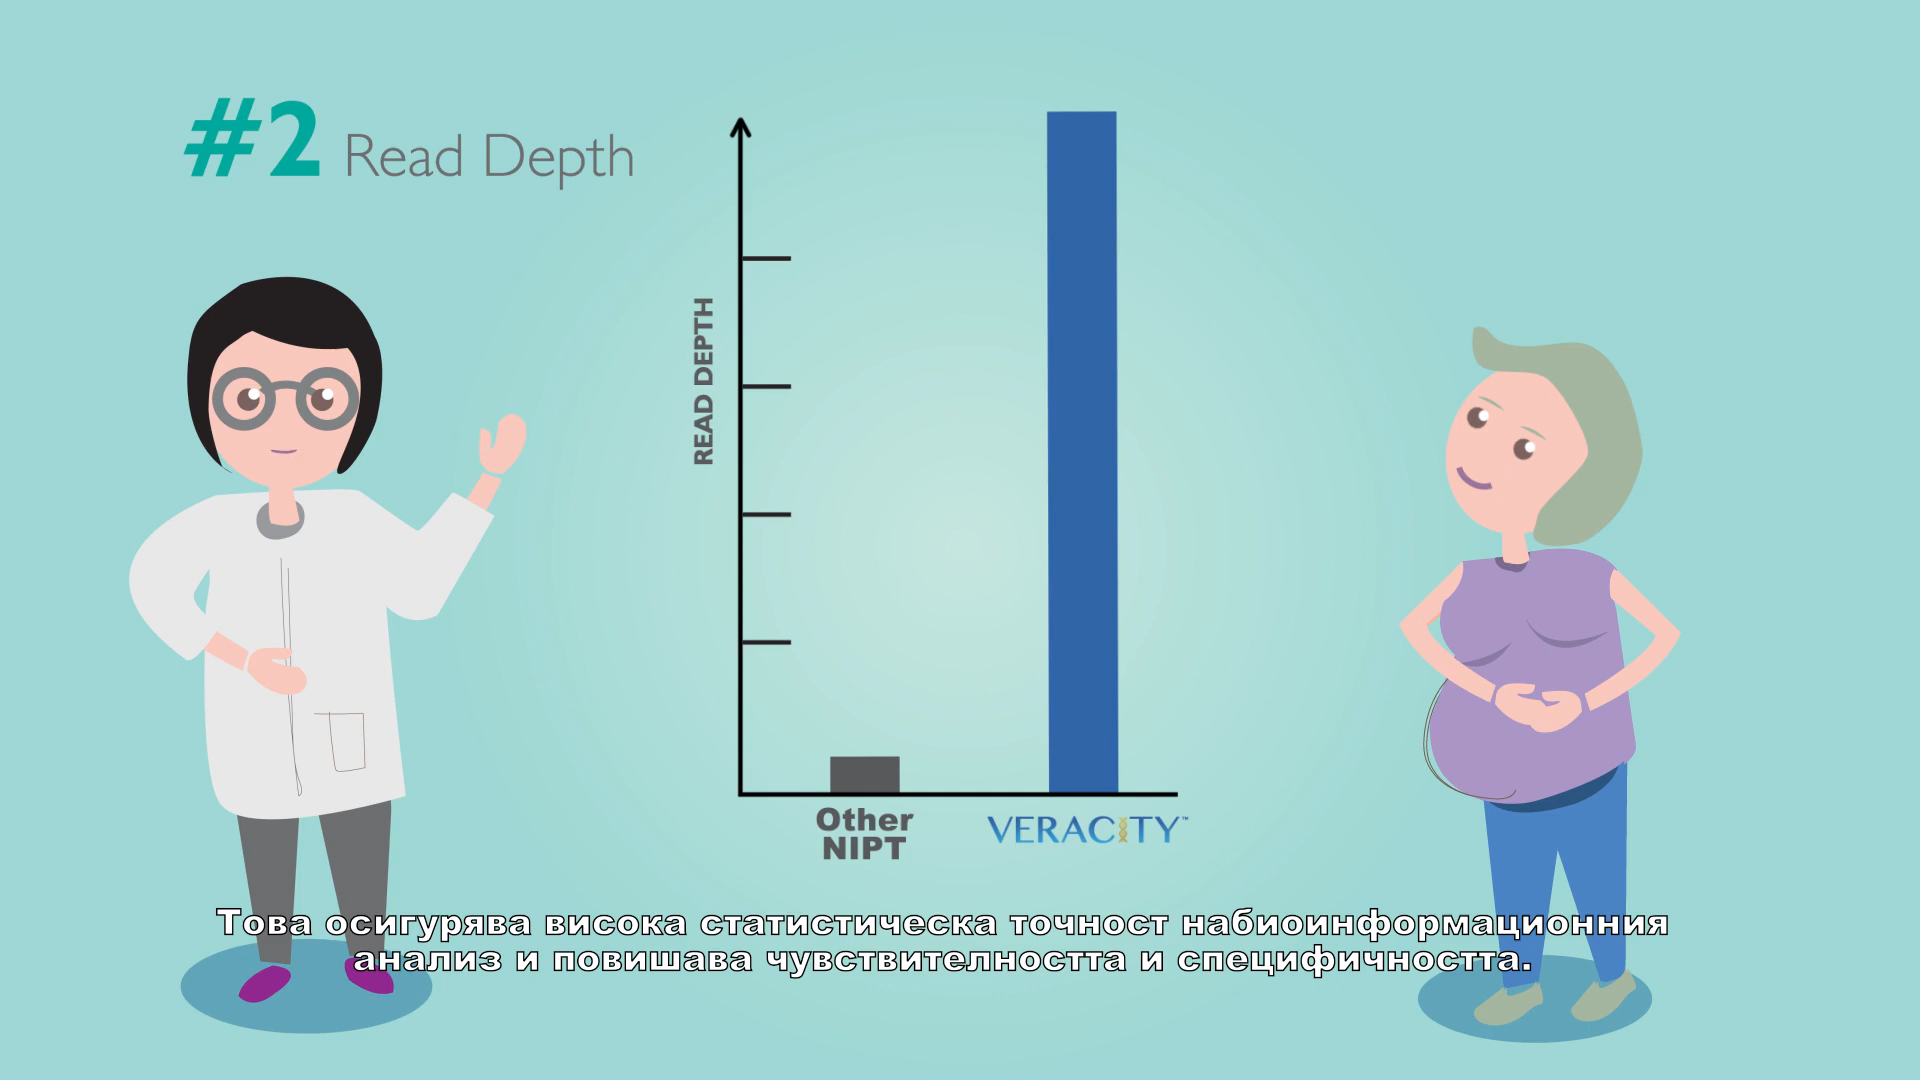 #2 Read Depth
READ DEPTH
Other
NIPT
VERACITY™
Това осигурява висока статистическа точност набиоинформационния
анализ и повишава чувствителността и специфичността.